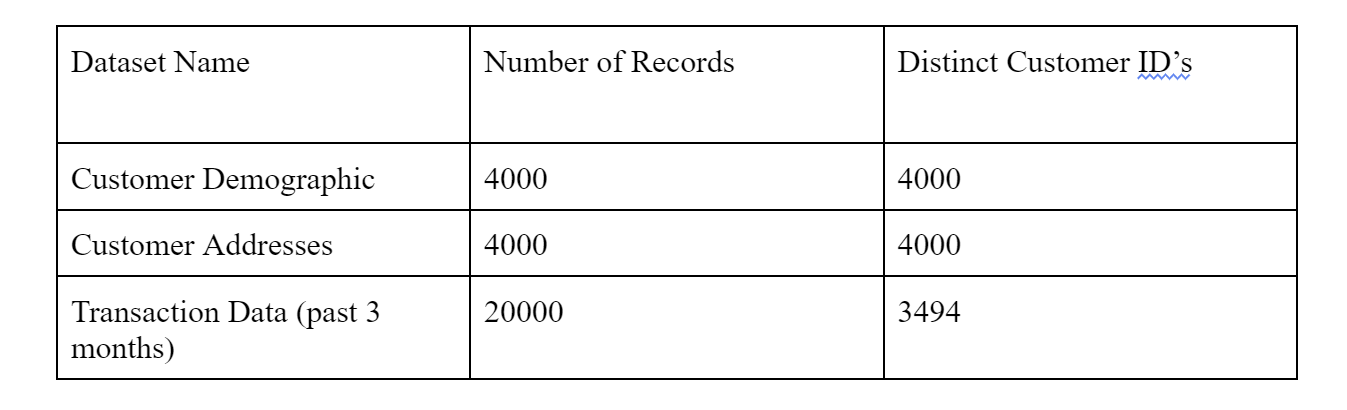 Dataset Name
Number of Records
Distinct Customer ID’s
Customer Demographic
4000
4000
Customer Addresses
4000
4000
Transaction Data (past 3
months)
20000
3494